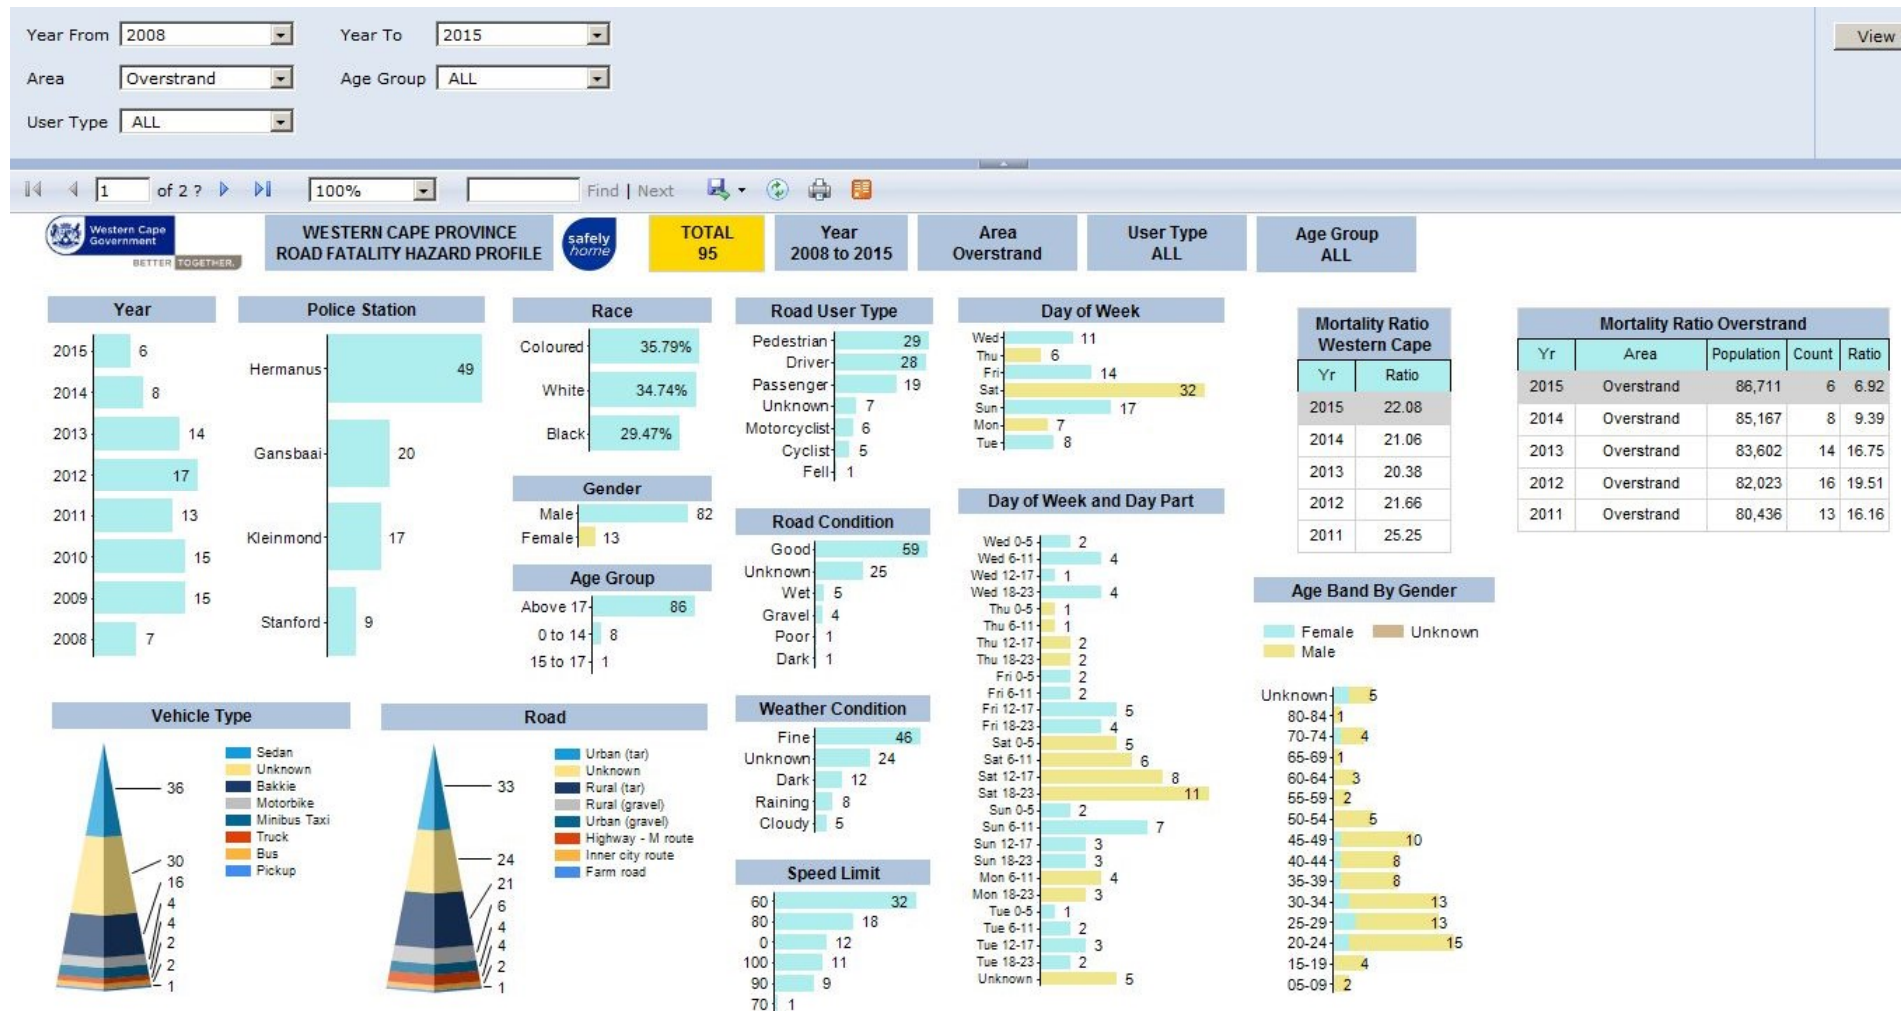 Year From 2008 Year To 2015 View
Area Overstrand Age Group ALL
User Type ALL
1 of 2 ? 100% Find | Next
Western Cape
Government
BETTER TOGETHER.
WESTERN CAPE PROVINCE
ROAD FATALITY HAZARD PROFILE
safely
home
TOTAL
95
Year
2008 to 2015
Area
Overstrand
User Type
ALL
Age Group
ALL
Year
2015 6
2014 8
2013 14
2012 17
2011 13
2010 15
2009 15
2008 7
Police Station
Hermanus 49
Gansbaai 20
Kleinmond 17
Stanford 9
Race
Coloured 35.79%
White 34.74%
Black 29.47%
Gender
Male 82
Female 13
Age Group
Above 17 86
0 to 14 8
15 to 17 1
Road User Type
Pedestrian 29
Driver 28
Passenger 19
Unknown 7
Motorcyclist 6
Cyclist 5
Fell 1
Road Condition
Good 59
Unknown 25
Wet 5
Gravel 4
Poor 1
Dark 1
Weather Condition
Fine 46
Unknown 24
Dark 12
Raining 8
Cloudy 5
Speed Limit
60 32
80 18
0 12
100 11
90 9
70 1
Day of Week
Wed 11
Thu 6
Fri 14
Sat 32
Sun 17
Mon 7
Tue 8
Day of Week and Day Part
Wed 0-5 2
Wed 6-11 4
Wed 12-17 1
Wed 18-23 4
Thu 0-5 1
Thu 6-11 1
Thu 12-17 2
Thu 18-23 2
Fri 0-5 2
Fri 6-11 2
Fri 12-17 5
Fri 18-23 4
Sat 0-5 5
Sat 6-11 6
Sat 12-17 8
Sat 18-23 11
Sun 0-5 2
Sun 6-11 7
Sun 12-17 3
Sun 18-23 3
Mon 6-11 4
Mon 18-23 3
Tue 0-5 1
Tue 6-11 2
Tue 12-17 3
Tue 18-23 2
Unknown 5
Mortality Ratio
Western Cape
Yr Ratio
2015 22.08
2014 21.06
2013 20.38
2012 21.66
2011 25.25
Mortality Ratio Overstrand
Yr Area Population Count Ratio
2015 Overstrand 86,711 6 6.92
2014 Overstrand 85,167 8 9.39
2013 Overstrand 83,602 14 16.75
2012 Overstrand 82,023 16 19.51
2011 Overstrand 80,436 13 16.16
Age Band By Gender
Female Unknown
Male
Unknown 5
80-84 1
70-74 4
65-69 1
60-64 3
55-59 2
50-54 5
45-49 10
40-44 8
35-39 8
30-34 13
25-29 13
20-24 15
15-19 4
05-09 2
Vehicle Type
Sedan
Unknown
Bakkie
Motorbike
Minibus Taxi
Truck
Bus
Pickup
36
30
16
4
4
2
2
1
Road
Urban (tar)
Unknown
Rural (tar)
Rural (gravel)
Urban (gravel)
Highway - M route
Inner city route
Farm road
33
24
21
6
4
4
2
1